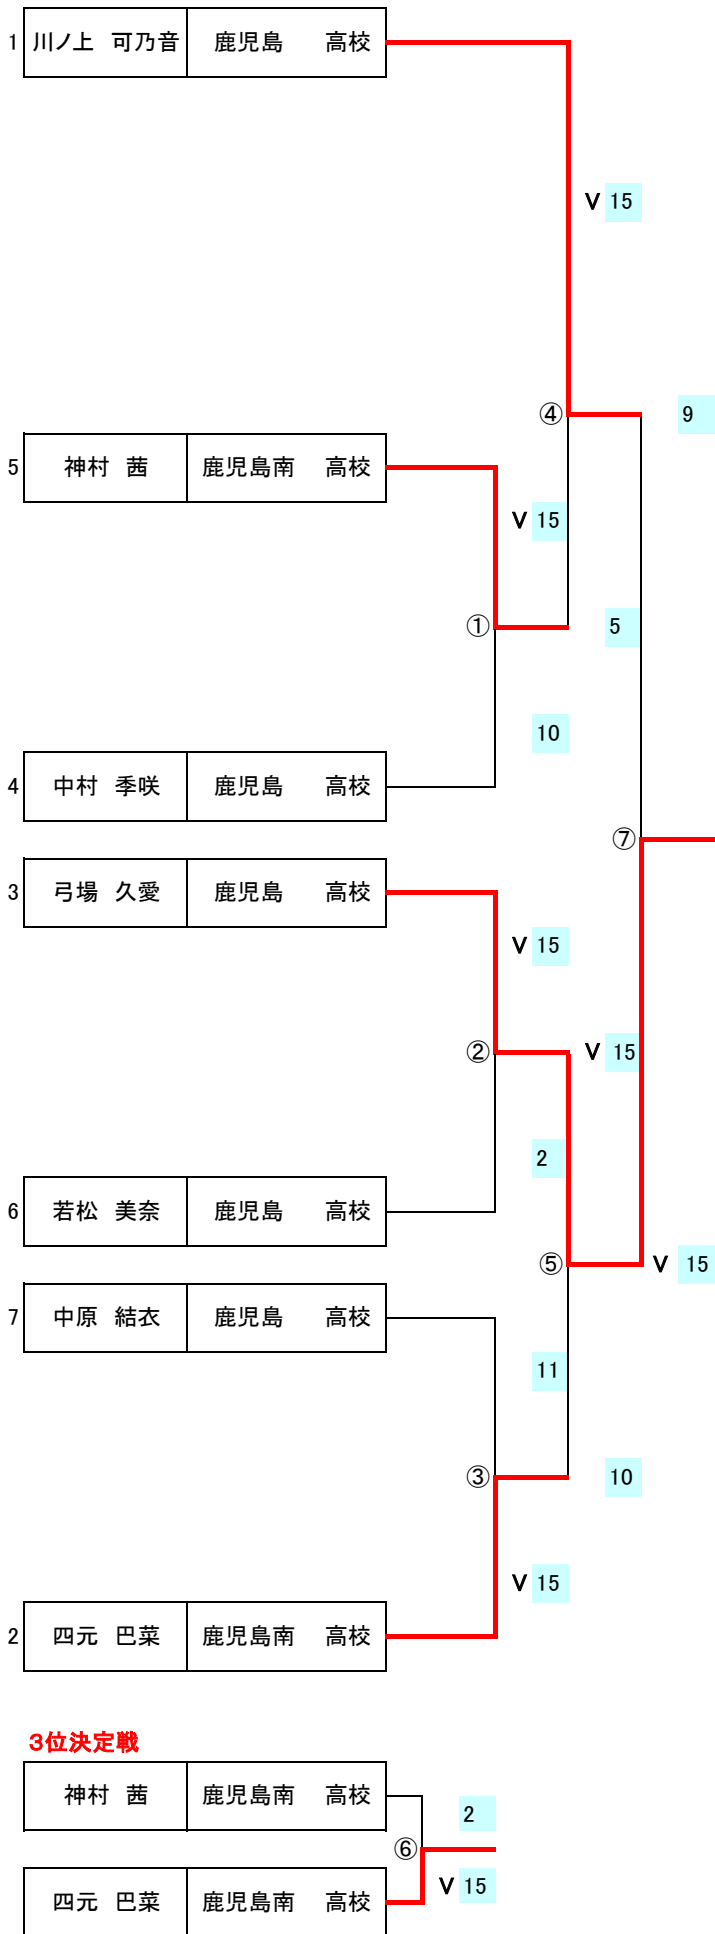 1 川ノ上 可乃音 鹿児島 高校
V 15
④ 9
5 神村 茜 鹿児島南 高校
V 15
① 5
10
4 中村 季咲 鹿児島 高校
⑦
3 弓場 久愛 鹿児島 高校
V 15
② V 15
2
6 若松 美奈 鹿児島 高校
⑤ V 15
7 中原 結衣 鹿児島 高校
11
③ 10
V 15
2 四元 巴菜 鹿児島南 高校
3位決定戦
神村 茜 鹿児島南 高校
2
⑥
V 15
四元 巴菜 鹿児島南 高校